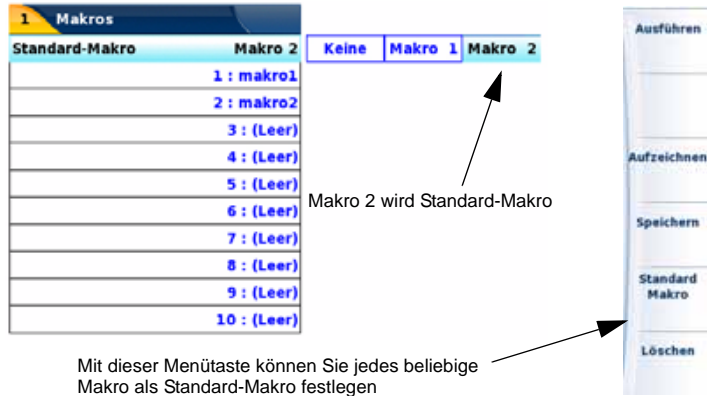 1 Makros
Standard-Makro Makro 2 Keine Makro 1 Makro 2
1 : makro1
2 : makro2
3 : (Leer)
4 : (Leer)
5 : (Leer)
6 : (Leer)
7 : (Leer)
8 : (Leer)
9 : (Leer)
10 : (Leer)
Makro 2 wird Standard-Makro
Ausführen
Aufzeichnen
Speichern
Standard
Makro
Löschen
Mit dieser Menütaste können Sie jedes beliebige
Makro als Standard-Makro festlegen